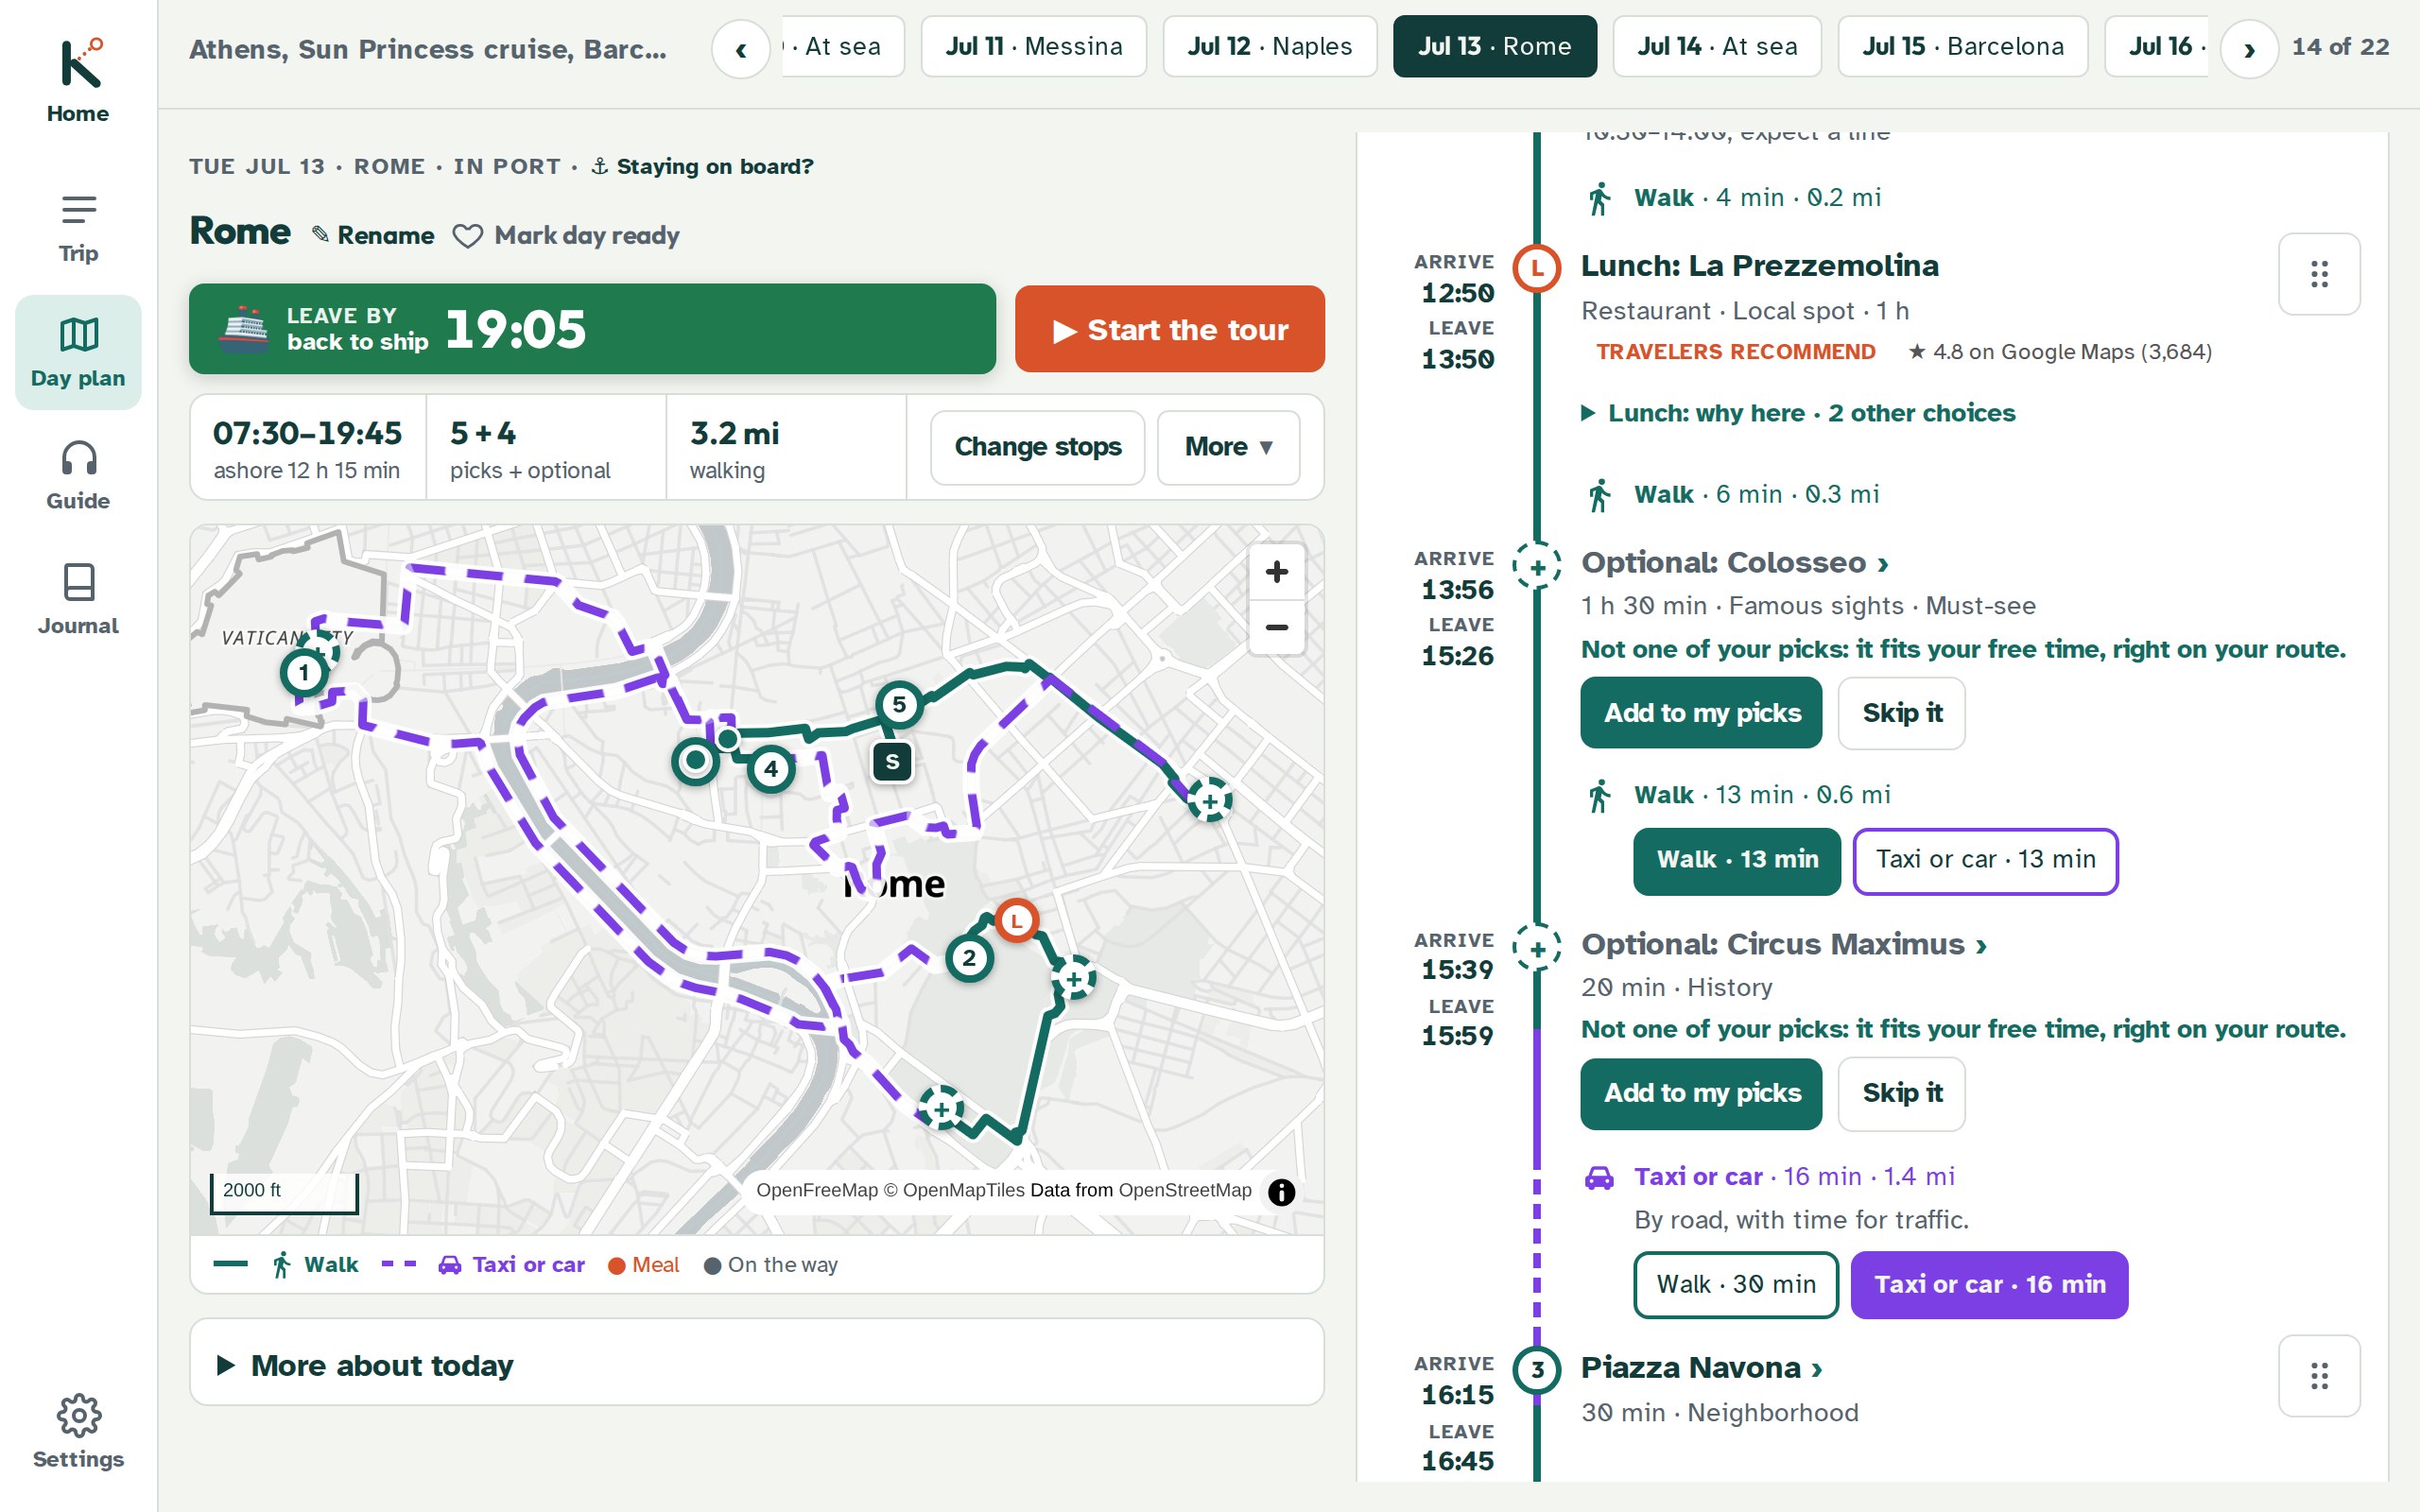 Home
Trip
Day plan
Guide
Journal
Settings
Athens, Sun Princess cruise, Barc...
‹
· At sea
Jul 11 · Messina
Jul 12 · Naples
Jul 13 · Rome
Jul 14 · At sea
Jul 15 · Barcelona
Jul 16 ·
›
14 of 22
TUE JUL 13 · ROME · IN PORT · ⚓ Staying on board?
Rome ✎ Rename ♡ Mark day ready
LEAVE BY
back to ship
19:05
▶ Start the tour
07:30–19:45
ashore 12 h 15 min
5 + 4
picks + optional
3.2 mi
walking
Change stops
More ▼
+
−
VATICAN
1
5
S
4
Rome
L
2
2000 ft
OpenFreeMap © OpenMapTiles Data from OpenStreetMap
Walk
Taxi or car
Meal
On the way
▶ More about today
Walk · 4 min · 0.2 mi
ARRIVE
12:50
LEAVE
13:50
L
Lunch: La Prezzemolina
Restaurant · Local spot · 1 h
TRAVELERS RECOMMEND ★ 4.8 on Google Maps (3,684)
▶ Lunch: why here · 2 other choices
Walk · 6 min · 0.3 mi
ARRIVE
13:56
LEAVE
15:26
+
Optional: Colosseo ›
1 h 30 min · Famous sights · Must-see
Not one of your picks: it fits your free time, right on your route.
Add to my picks
Skip it
Walk · 13 min · 0.6 mi
Walk · 13 min
Taxi or car · 13 min
ARRIVE
15:39
LEAVE
15:59
+
Optional: Circus Maximus ›
20 min · History
Not one of your picks: it fits your free time, right on your route.
Add to my picks
Skip it
Taxi or car · 16 min · 1.4 mi
By road, with time for traffic.
Walk · 30 min
Taxi or car · 16 min
ARRIVE
16:15
LEAVE
16:45
3
Piazza Navona ›
30 min · Neighborhood